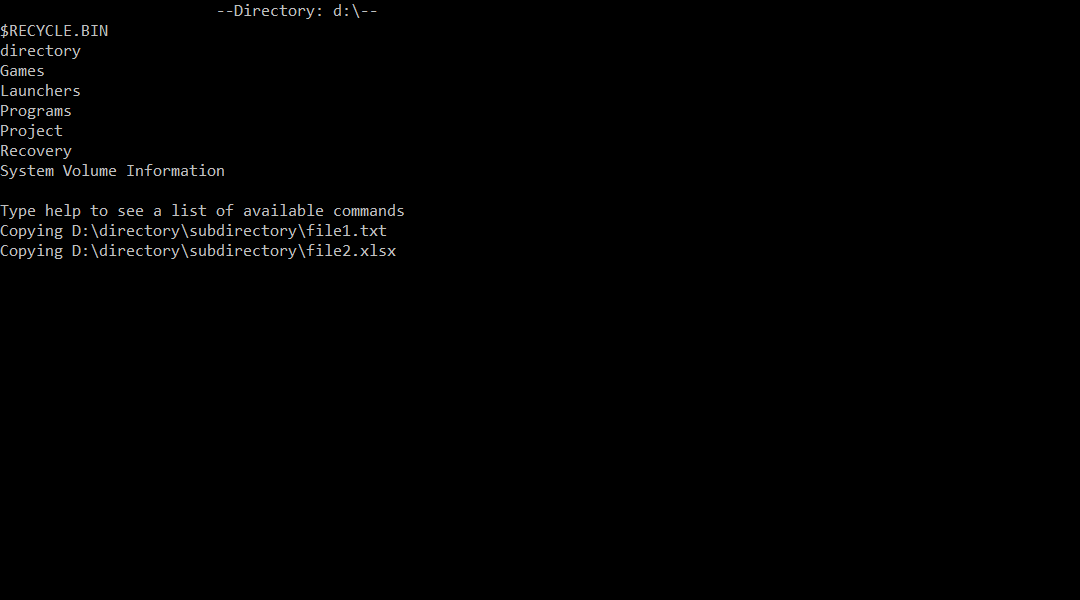 --Directory: d:\--
$RECYCLE.BIN
directory
Games
Launchers
Programs
Project
Recovery
System Volume Information
Type help to see a list of available commands
Copying D:\directory\subdirectory\file1.txt
Copying D:\directory\subdirectory\file2.xlsx